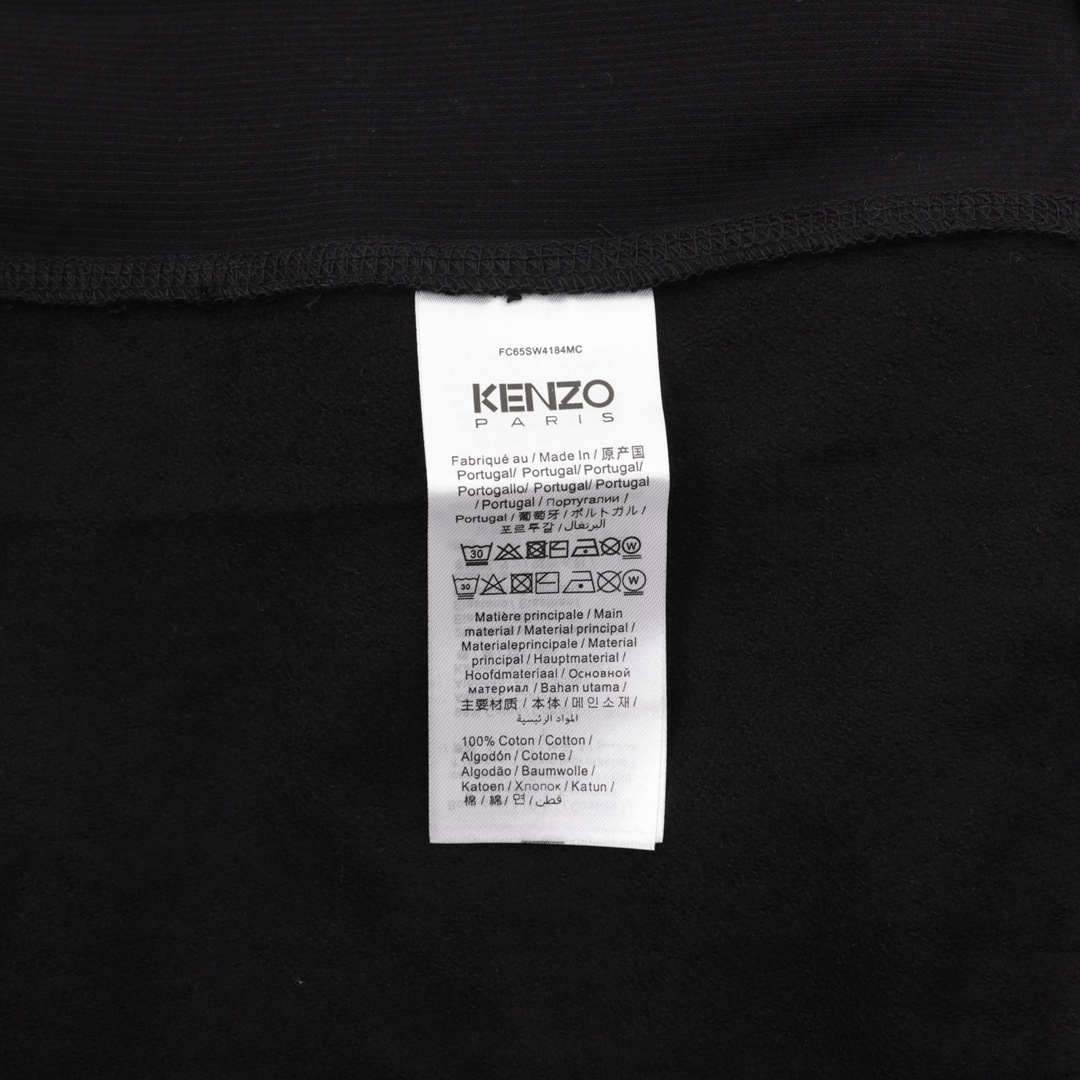 FC65SW4184MC
KENZO
PARIS
Fabriqué au / Made In / 原产国
Portugal/ Portugal/ Portugal/
Portogallo/ Portugal/ Portugal
/ Portugal / Португалии /
Portugal / 葡萄牙 / ポルトガル /
포르투갈 / البرتغال
30 W
30 W
Matière principale / Main
material / Material principal /
Materialeprincipale / Material
principal / Hauptmaterial /
Hoofdmateriaal / Основной
материал / Bahan utama /
主要材质 / 本体 / 메인소재 /
المواد الرئيسية
100% Coton / Cotton /
Algodón / Cotone /
Algodão / Baumwolle /
Katoen / Хлопок / Katun /
棉 / 綿 / 면 / قطن